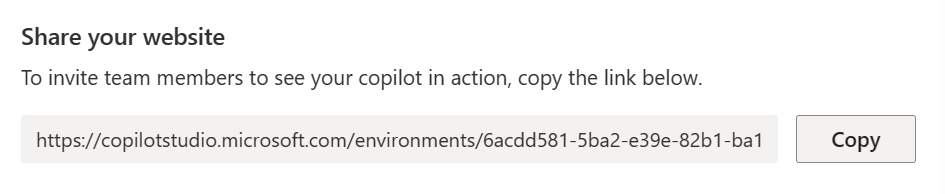 Share your website
To invite team members to see your copilot in action, copy the link below.
https://copilotstudio.microsoft.com/environments/6acdd581-5ba2-e39e-82b1-ba1
Copy